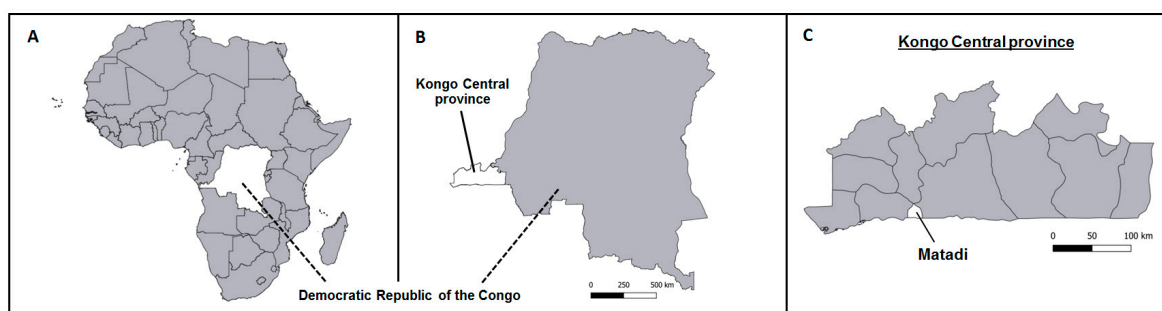 A
B
C
Kongo Central province
Kongo Central
province
Matadi
0 50 100 km
Democratic Republic of the Congo
0 250 500 km